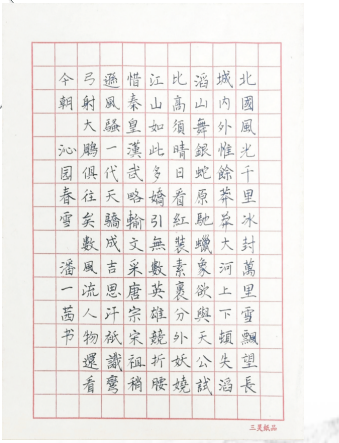 北國風光千里冰封萬里雪飄望長
城内外惟餘莽莽大河上下頓失滔
滔山舞銀蛇原馳蠟象欲與天公試
比高須晴日看紅裝素裹分外妖嬈
江山如此多嬌引無數英雄競折腰
惜秦皇漢武略輸文采唐宗宋祖稍
遜風騷一代天驕成吉思汗祇識彎
弓射大鵰俱往矣數風流人物還看
今朝 沁园春雪 潘一茜书
三晃紙品